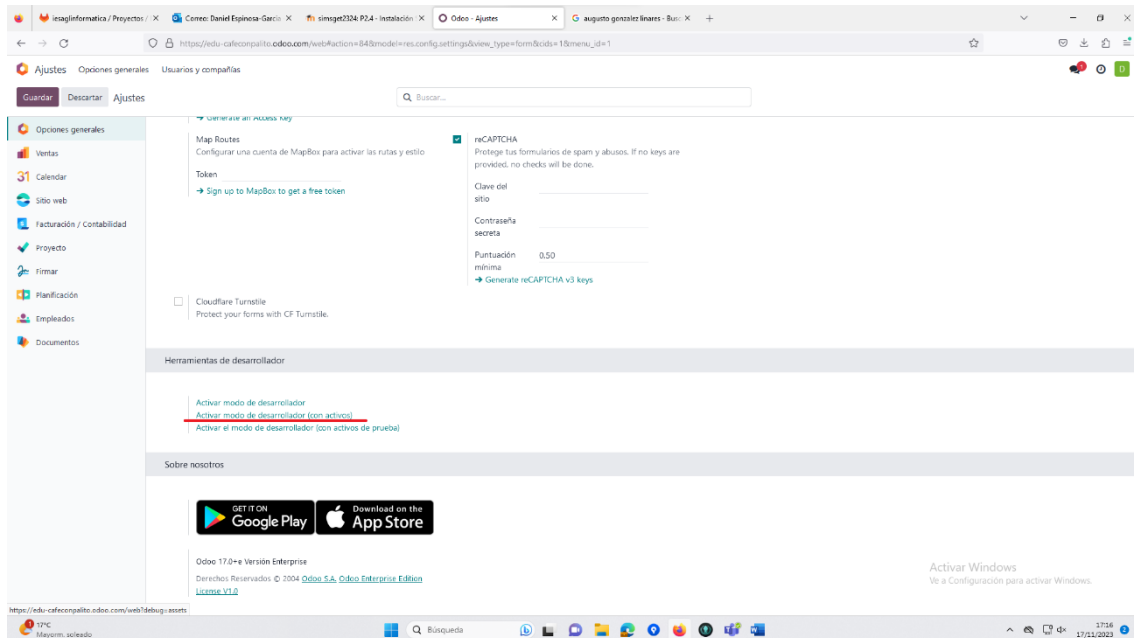 iesaglinformatica / Proyectos / X
Correo: Daniel Espinosa-García X
simsget2324: P2.4 - Instalación X
Odoo - Ajustes X
augusto gonzalez linares - Busc X
https://edu-cafeconpalito.odoo.com/web#action=84&model=res.config.settings&view_type=form&cids=1&menu_id=1
Ajustes Opciones generales Usuarios y compañías
1
D
Guardar Descartar Ajustes
Buscar...
Opciones generales
Ventas
31 Calendar
Sitio web
Facturación / Contabilidad
Proyecto
Firmar
Planificación
Empleados
Documentos
→ Generate an Access Key
Map Routes
Configurar una cuenta de MapBox para activar las rutas y estilo
Token
→ Sign up to MapBox to get a free token
reCAPTCHA
Protege tus formularios de spam y abusos. If no keys are
provided, no checks will be done.
Clave del
sitio
Contraseña
secreta
Puntuación 0.50
mínima
→ Generate reCAPTCHA v3 keys
Cloudflare Turnstile
Protect your forms with CF Turnstile.
Herramientas de desarrollador
Activar modo de desarrollador
Activar modo de desarrollador (con activos)
Activar el modo de desarrollador (con activos de prueba)
Sobre nosotros
GET IT ON
Google Play
Download on the
App Store
Odoo 17.0+e Versión Enterprise
Derechos Reservados © 2004 Odoo S.A. Odoo Enterprise Edition
License V1.0
Activar Windows
Ve a Configuración para activar Windows.
https://edu-cafeconpalito.odoo.com/web?debug=assets
17°C
Mayorm. soleado
Búsqueda
17:16
17/11/2023
2